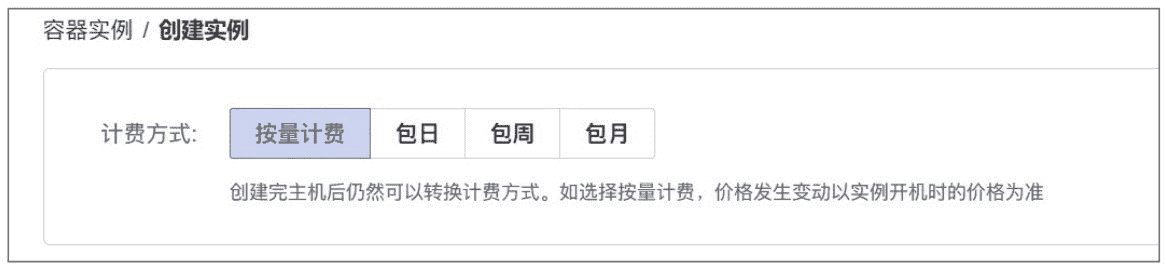 容器实例 / 创建实例
计费方式: 按量计费 包日 包周 包月
创建完主机后仍然可以转换计费方式。如选择按量计费，价格发生变动以实例开机时的价格为准